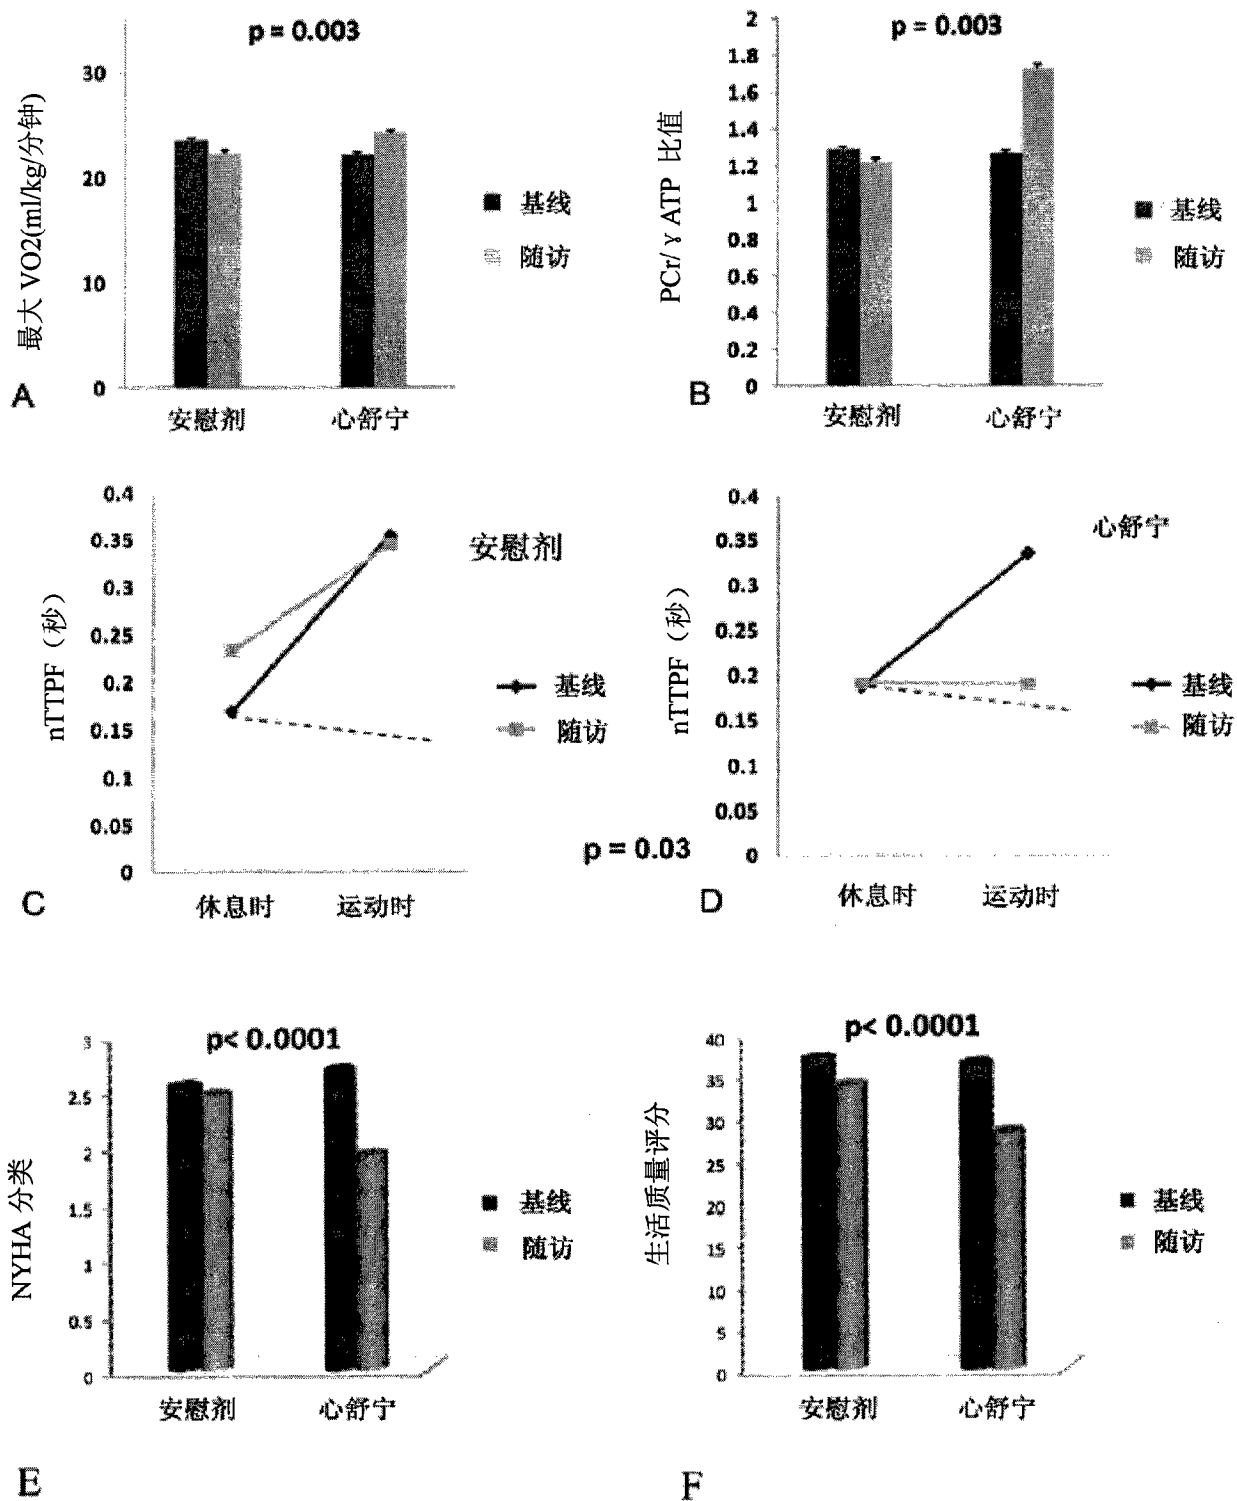 p = 0.003
30
20
10
0
最大 VO2(ml/kg/分钟)
基线
随访
安慰剂
心舒宁
A
p = 0.003
2
1.8
1.6
1.4
1.2
1
0.8
0.6
0.4
0.2
0
PCr/ γ ATP 比值
基线
随访
安慰剂
心舒宁
B
0.4
0.35
0.3
0.25
0.2
0.15
0.1
0.05
0
nTTPF（秒）
安慰剂
基线
随访
休息时
运动时
C
p = 0.03
0.4
0.35
0.3
0.25
0.2
0.15
0.1
0.05
0
nTTPF（秒）
心舒宁
基线
随访
休息时
运动时
D
p< 0.0001
3
2.5
2
1.5
1
0.5
0
NYHA 分类
基线
随访
安慰剂
心舒宁
E
p< 0.0001
40
35
30
25
20
15
10
5
0
生活质量评分
基线
随访
安慰剂
心舒宁
F